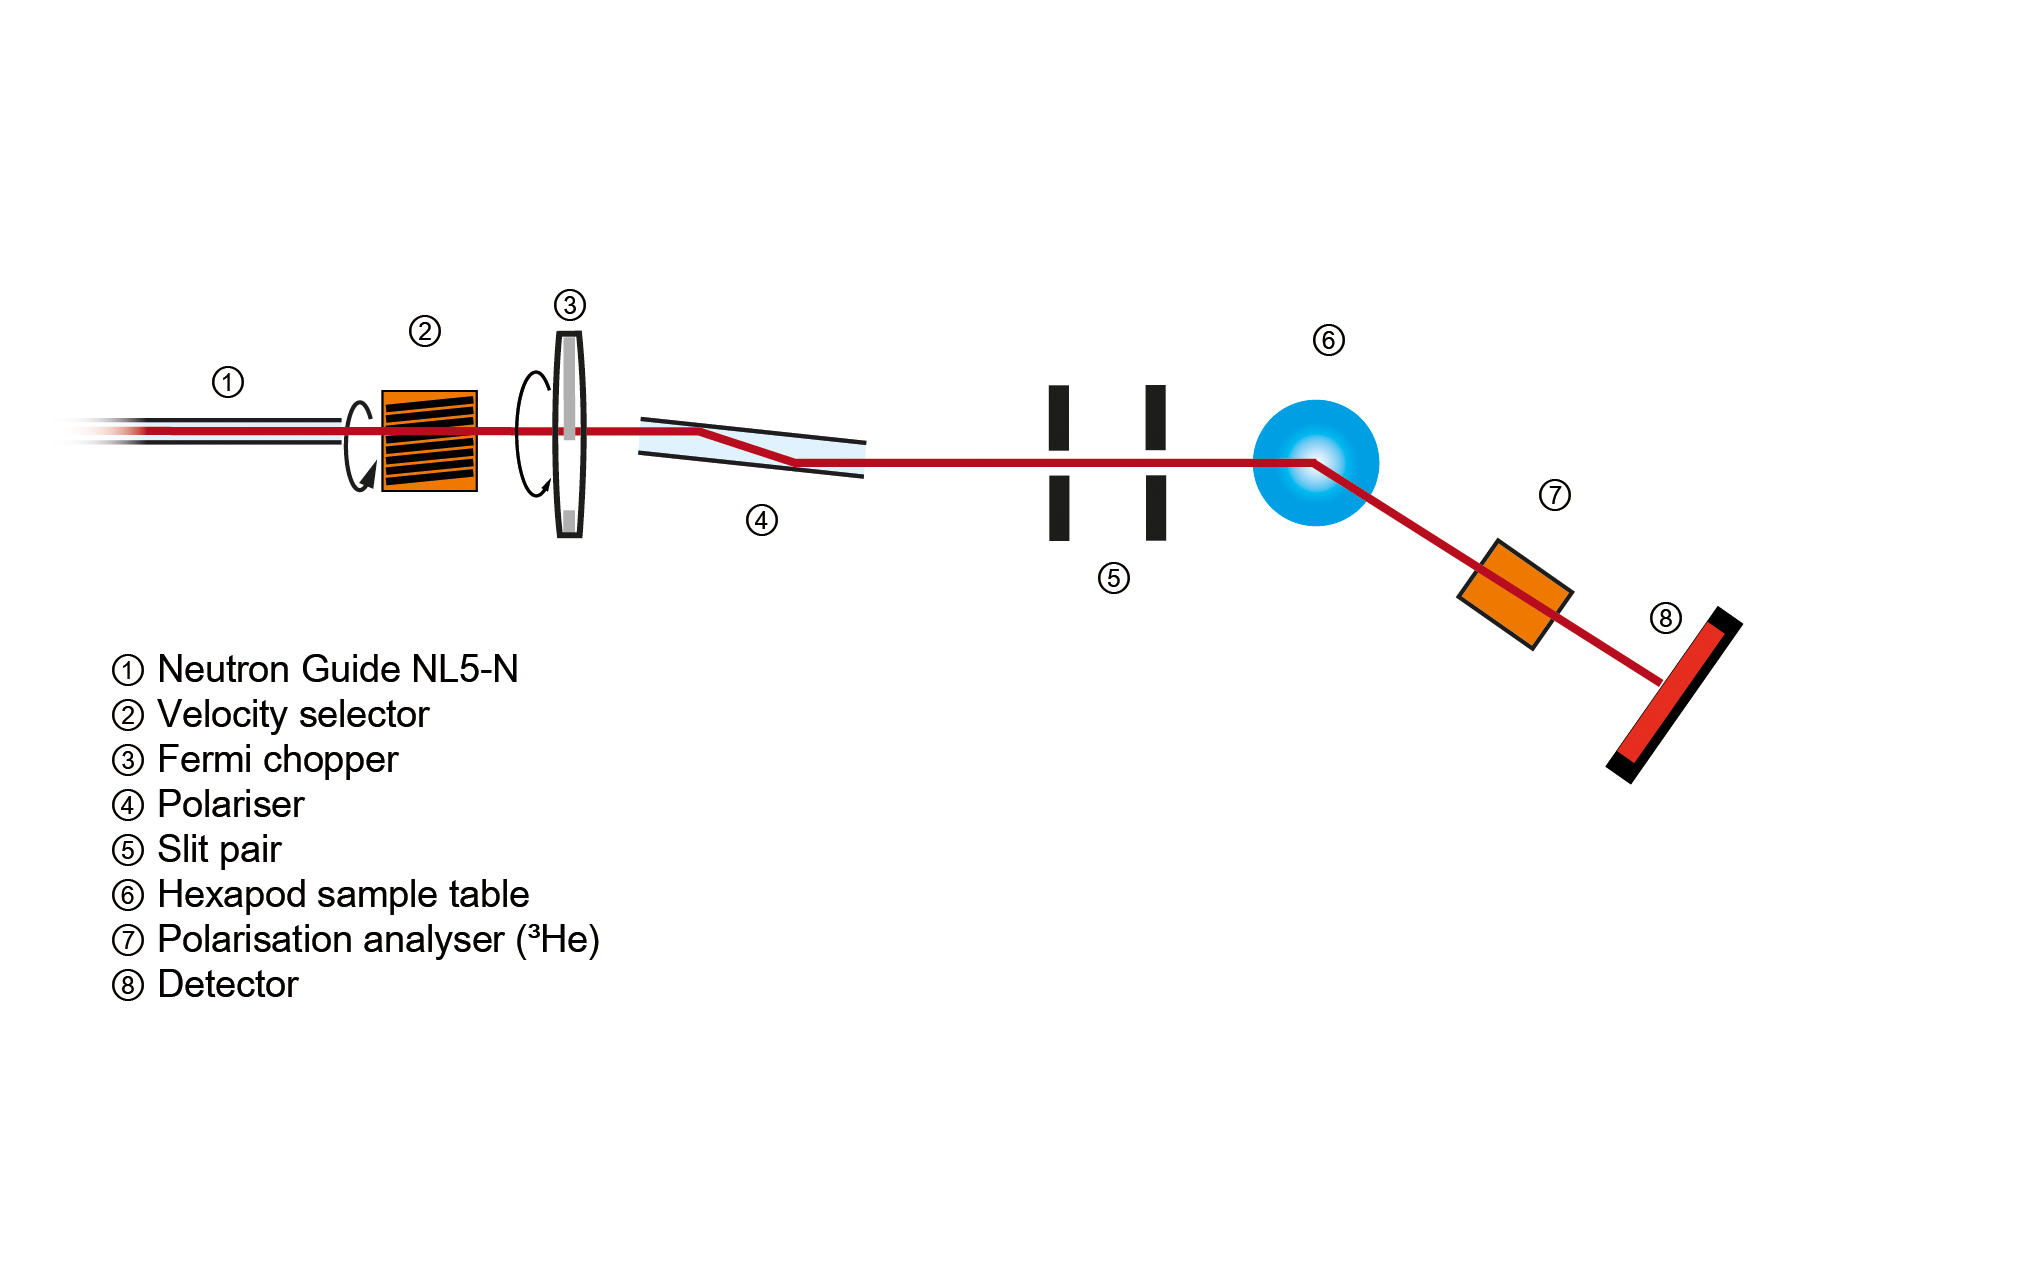 ③
②
⑥
①
⑦
④
⑤
⑧
① Neutron Guide NL5-N
② Velocity selector
③ Fermi chopper
④ Polariser
⑤ Slit pair
⑥ Hexapod sample table
⑦ Polarisation analyser (³He)
⑧ Detector